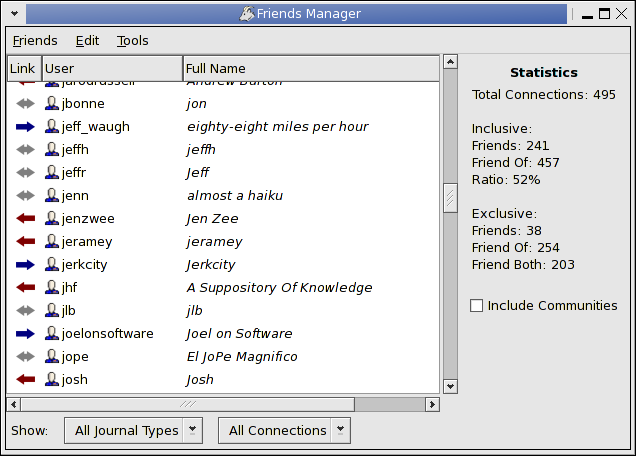 Friends Manager
Friends Edit Tools
Link User Full Name
jbonne jon
jeff_waugh eighty-eight miles per hour
jeffh jeffh
jeffr Jeff
jenn almost a haiku
jenzwee Jen Zee
jeramey jeramey
jerkcity Jerkcity
jhf A Suppository Of Knowledge
jlb jlb
joelonsoftware Joel on Software
jope El JoPe Magnifico
josh Josh
Statistics
Total Connections: 495
Inclusive:
Friends: 241
Friend Of: 457
Ratio: 52%
Exclusive:
Friends: 38
Friend Of: 254
Friend Both: 203
Include Communities
Show: All Journal Types All Connections